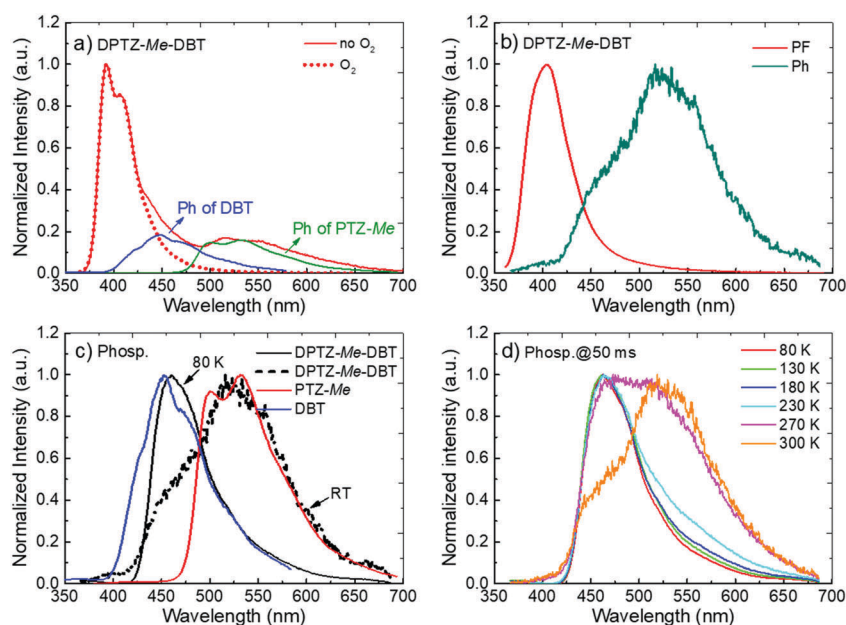 a) DPTZ-Me-DBT
no O₂
O₂
Ph of DBT
Ph of PTZ-Me
Normalized Intensity (a.u.)
1.0
0.8
0.6
0.4
0.2
0.0
350 400 450 500 550 600 650 700
Wavelength (nm)
b) DPTZ-Me-DBT
PF
Ph
Normalized Intensity (a.u.)
1.2
1.0
0.8
0.6
0.4
0.2
0.0
350 400 450 500 550 600 650 700
Wavelength (nm)
c) Phosp.
80 K
DPTZ-Me-DBT
DPTZ-Me-DBT
PTZ-Me
DBT
RT
Normalized Intensity (a.u.)
1.2
1.0
0.8
0.6
0.4
0.2
0.0
350 400 450 500 550 600 650 700
Wavelength (nm)
d) Phosp.@50 ms
80 K
130 K
180 K
230 K
270 K
300 K
Normalized intensity (a.u.)
1.2
1.0
0.8
0.6
0.4
0.2
0.0
350 400 450 500 550 600 650 700
Wavelength (nm)